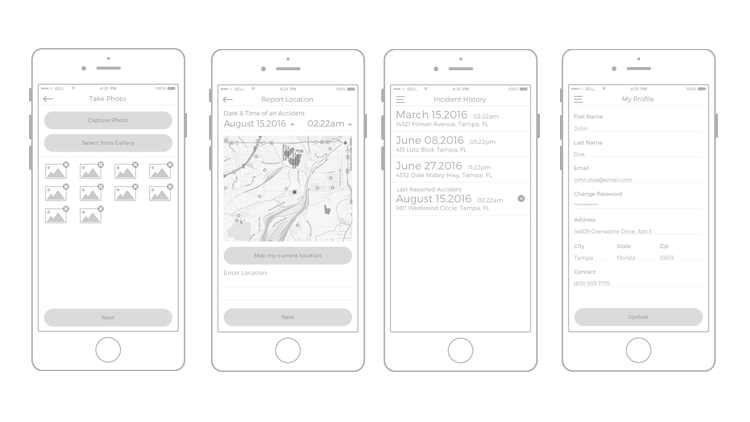 BELL 4:21 PM 100%
Take Photo
Capture Photo
Select from Gallery
Next
BELL 4:21 PM 100%
Report Location
Date & Time of an Accident
August 15,2016 02:22am
Map my current location
Enter Location
Next
BELL 4:21 PM 100%
Incident History
March 15,2016 02:22am
14321 Folwer Avenue. Tampa, FL
June 08,2016 05:22pm
431 Lutz Blvd, Tampa, FL
June 27,2016 11:22pm
4332 Dale Mabry Hwy. Tampa, FL
Last Reported Accident
August 15,2016 02:22am
907 Wedwood Circle, Tampa, FL
BELL 4:21 PM 100%
My Profile
First Name
John
Last Name
Doe
Email
john.doe@email.com
Change Password
Address
14609 Grenadine Drive, Apt 3
City State Zip
Tampa Florida 33613
Contact
(813) 585 7178
Update